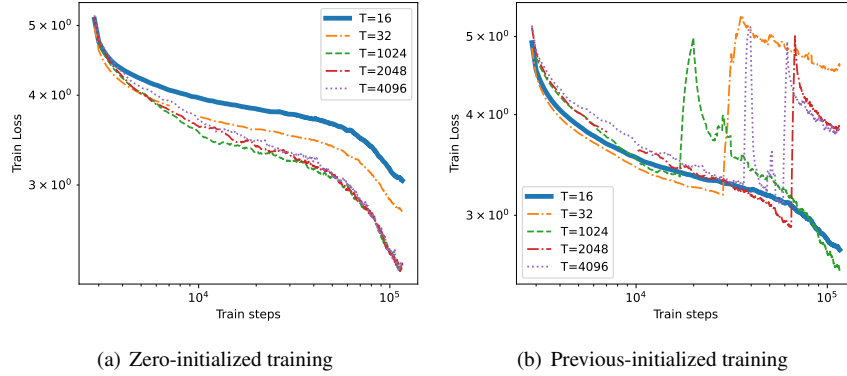 5 × 10⁰
4 × 10⁰
3 × 10⁰
Train Loss
10⁴
10⁵
Train steps
T=16
T=32
T=1024
T=2048
T=4096
(a) Zero-initialized training
5 × 10⁰
4 × 10⁰
3 × 10⁰
Train Loss
10⁴
10⁵
Train steps
T=16
T=32
T=1024
T=2048
T=4096
(b) Previous-initialized training